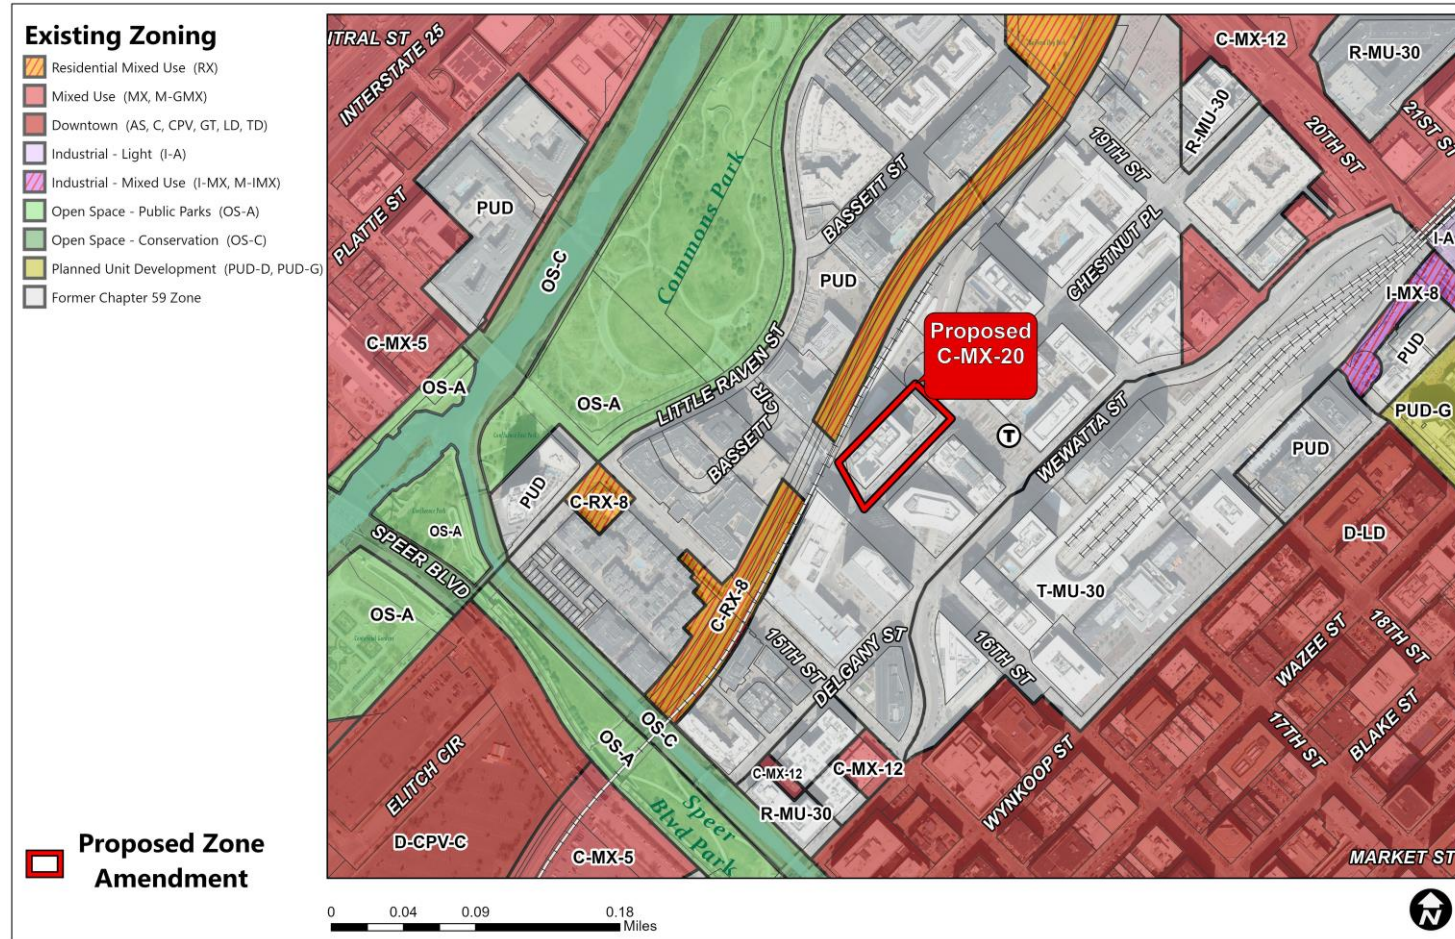 Existing Zoning
Residential Mixed Use (RX)
Mixed Use (MX, M-GMX)
Downtown (AS, C, CPV, GT, LD, TD)
Industrial - Light (I-A)
Industrial - Mixed Use (I-MX, M-IMX)
Open Space - Public Parks (OS-A)
Open Space - Conservation (OS-C)
Planned Unit Development (PUD-D, PUD-G)
Former Chapter 59 Zone
Proposed Zone
Amendment
ITRAL ST
INTERSTATE 25
C-MX-12
R-MU-30
R-MU-30
21ST ST
20TH ST
19TH ST
PLATTE ST
PUD
OS-C
Commons Park
BASSETT ST
PUD
CHESTNUT PL
I-A
I-MX-8
PUD
PUD-G
C-MX-5
OS-A
OS-A
LITTLE RAVEN ST
BASSETT CIR
Proposed
C-MX-20
T
WEWATTA ST
PUD
PUD
C-RX-8
OS-A
SPEER BLVD
OS-A
C-RX-8
15TH ST
DELGANY ST
16TH ST
T-MU-30
D-LD
WAZEE ST
18TH ST
17TH ST
BLAKE ST
WYNKOOP ST
MARKET ST
OS-C
OS-A
Speer
Blvd Park
C-MX-12
C-MX-12
R-MU-30
ELITCH CIR
D-CPV-C
C-MX-5
0 0.04 0.09 0.18
Miles
N